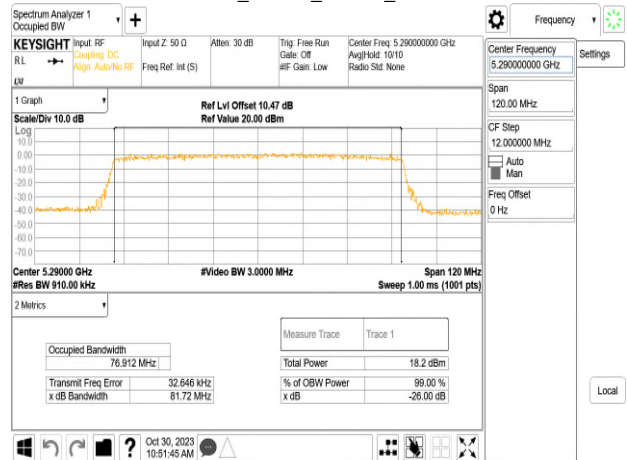 Spectrum Analyzer 1
Occupied BW
Frequency
KEYSIGHT
Input: RF
Input Z: 50 Ω
Atten: 30 dB
Trig: Free Run
Center Freq: 5.290000000 GHz
RL
Coupling: DC
Gate: Off
Avg|Hold: 10/10
Align: Auto/No RF
Freq Ref: Int (S)
#IF Gain: Low
Radio Std: None
LXI
Center Frequency
5.290000000 GHz
Settings
Span
120.00 MHz
CF Step
12.000000 MHz
Auto
Man
Freq Offset
0 Hz
1 Graph
Ref Lvl Offset 10.47 dB
Scale/Div 10.0 dB
Ref Value 20.00 dBm
Log
10.0
0.00
-10.0
-20.0
-30.0
-40.0
-50.0
-60.0
-70.0
Center 5.29000 GHz
#Video BW 3.0000 MHz
Span 120 MHz
#Res BW 910.00 kHz
Sweep 1.00 ms (1001 pts)
2 Metrics
Measure Trace
Trace 1
Occupied Bandwidth
76.912 MHz
Total Power
18.2 dBm
Transmit Freq Error
32.646 kHz
% of OBW Power
99.00 %
x dB Bandwidth
81.72 MHz
x dB
-26.00 dB
Local
?
Oct 30, 2023
10:51:45 AM